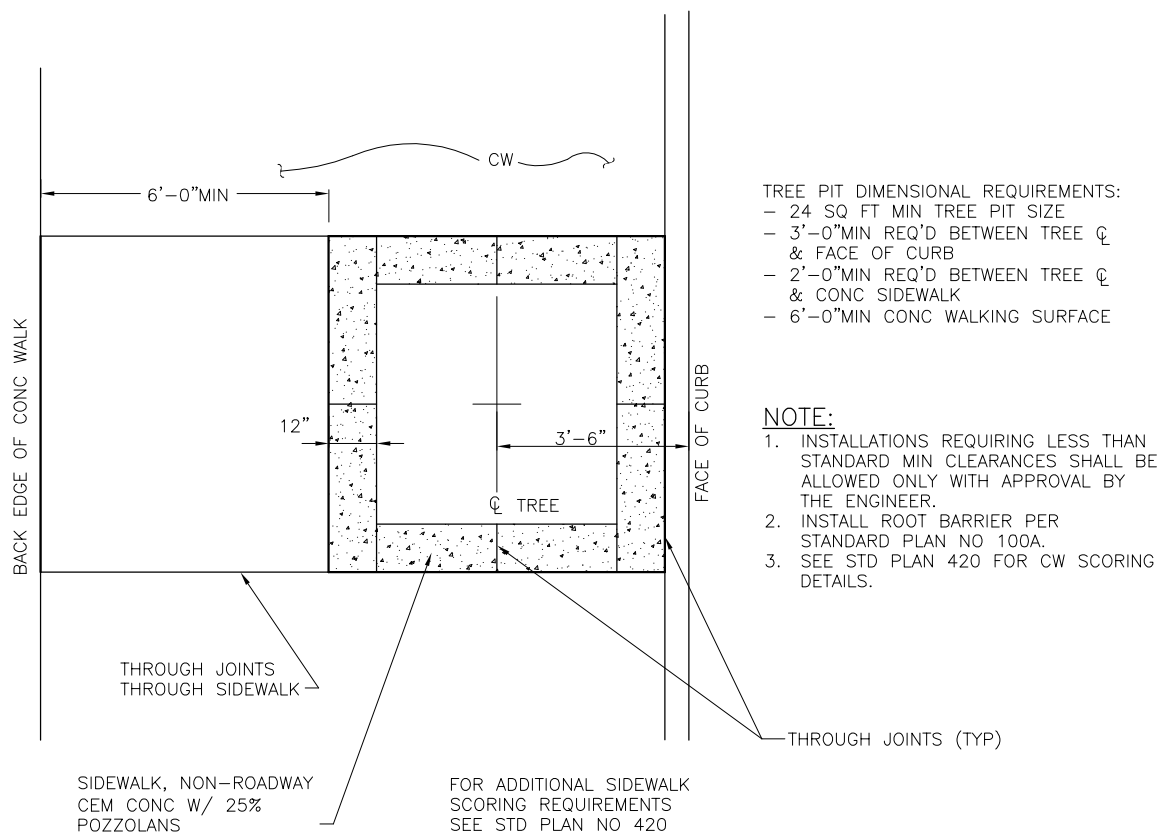 CW
6'-0"MIN
TREE PIT DIMENSIONAL REQUIREMENTS:
– 24 SQ FT MIN TREE PIT SIZE
– 3'-0"MIN REQ'D BETWEEN TREE ℄
& FACE OF CURB
– 2'-0"MIN REQ'D BETWEEN TREE ℄
& CONC SIDEWALK
– 6'-0"MIN CONC WALKING SURFACE
BACK EDGE OF CONC WALK
12"
3'-6"
℄ TREE
FACE OF CURB
NOTE:
1. INSTALLATIONS REQUIRING LESS THAN
STANDARD MIN CLEARANCES SHALL BE
ALLOWED ONLY WITH APPROVAL BY
THE ENGINEER.
2. INSTALL ROOT BARRIER PER
STANDARD PLAN NO 100A.
3. SEE STD PLAN 420 FOR CW SCORING
DETAILS.
THROUGH JOINTS
THROUGH SIDEWALK
THROUGH JOINTS (TYP)
SIDEWALK, NON-ROADWAY
CEM CONC W/ 25%
POZZOLANS
FOR ADDITIONAL SIDEWALK
SCORING REQUIREMENTS
SEE STD PLAN NO 420